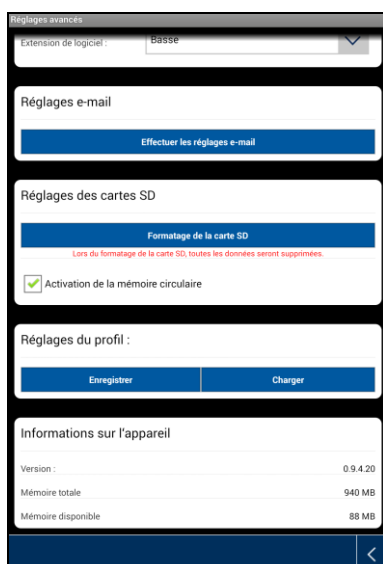 Réglages avancés
Extension de logiciel :
Basse
Réglages e-mail
Effectuer les réglages e-mail
Réglages des cartes SD
Formatage de la carte SD
Lors du formatage de la carte SD, toutes les données seront supprimées.
Activation de la mémoire circulaire
Réglages du profil :
Enregistrer
Charger
Informations sur l'appareil
Version :
0.9.4.20
Mémoire totale
940 MB
Mémoire disponible
88 MB